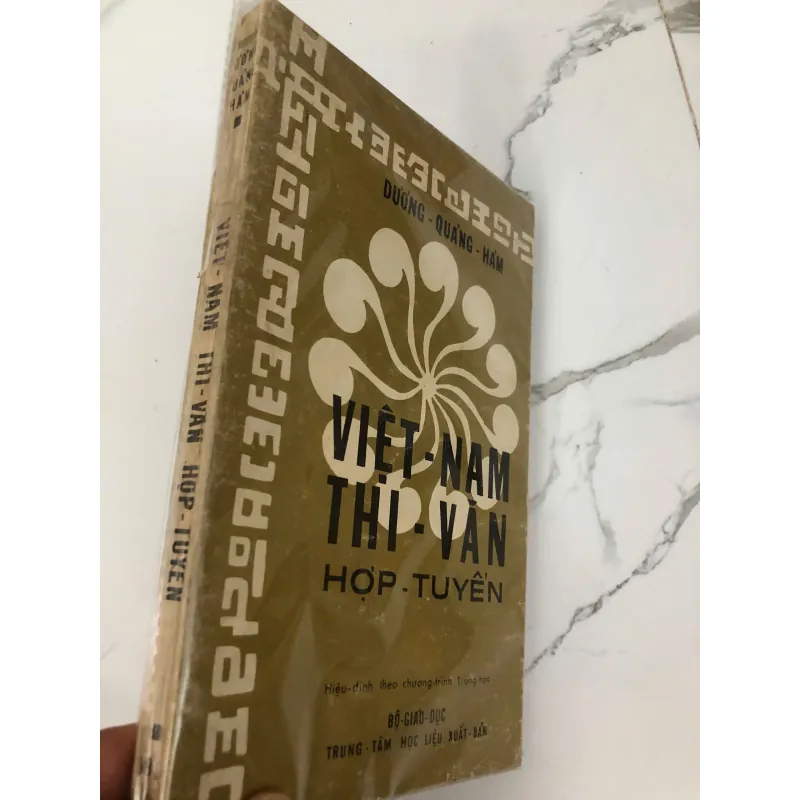 DƯƠNG - QUẢNG - HÀM
VIỆT - NAM
THI - VĂN
HỢP - TUYỂN
Hiệu-đính theo chương-trình Trung-học
BỘ-GIÁO-DỤC
TRUNG - TÂM HỌC LIỆU XUẤT - BẢN
VIỆT - NAM THI - VĂN HỢP - TUYỂN